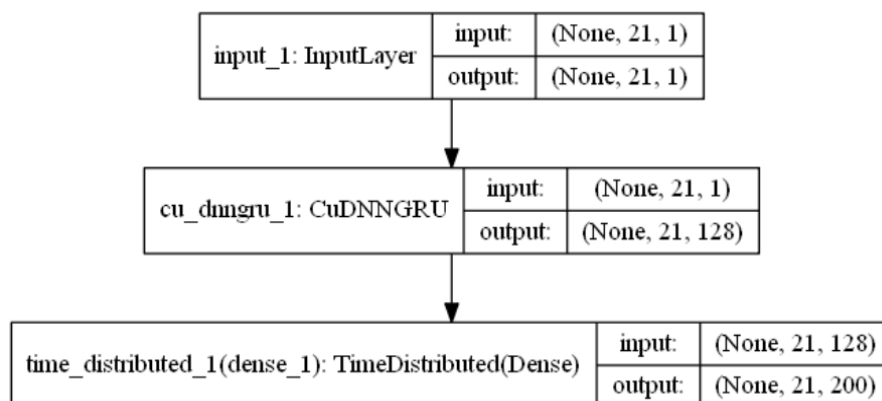 input_1: InputLayer
input: (None, 21, 1)
output: (None, 21, 1)
cu_dnngru_1: CuDNNGRU
input: (None, 21, 1)
output: (None, 21, 128)
time_distributed_1(dense_1): TimeDistributed(Dense)
input: (None, 21, 128)
output: (None, 21, 200)